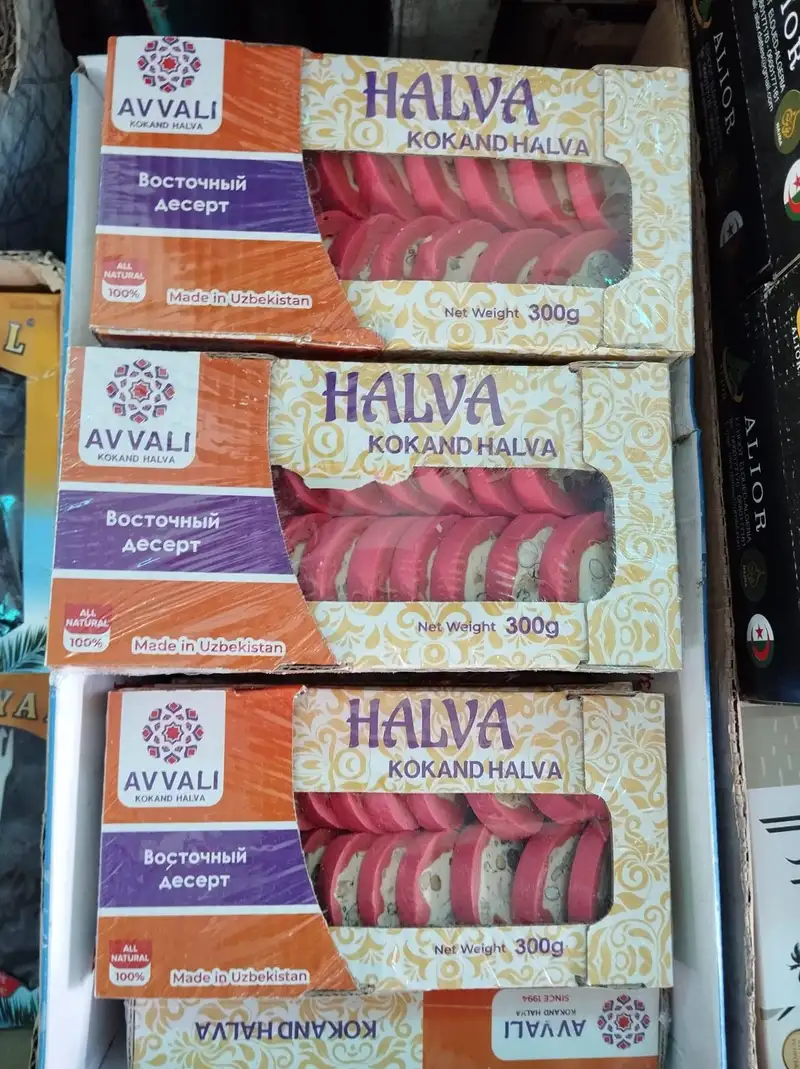 AVVALI
KOKAND HALVA
HALVA
KOKAND HALVA
Восточный
десерт
ALL
NATURAL
100%
Made in Uzbekistan
Net Weight 300g
AVVALI
KOKAND HALVA
HALVA
KOKAND HALVA
Восточный
десерт
ALL
NATURAL
100%
Made in Uzbekistan
Net Weight 300g
AVVALI
KOKAND HALVA
HALVA
KOKAND HALVA
Восточный
десерт
ALL
NATURAL
100%
Made in Uzbekistan
Net Weight 300g
KOKAND HALVA
AVVALI
KOKAND HALVA
SINCE 1994
ALIOR
ALIOR